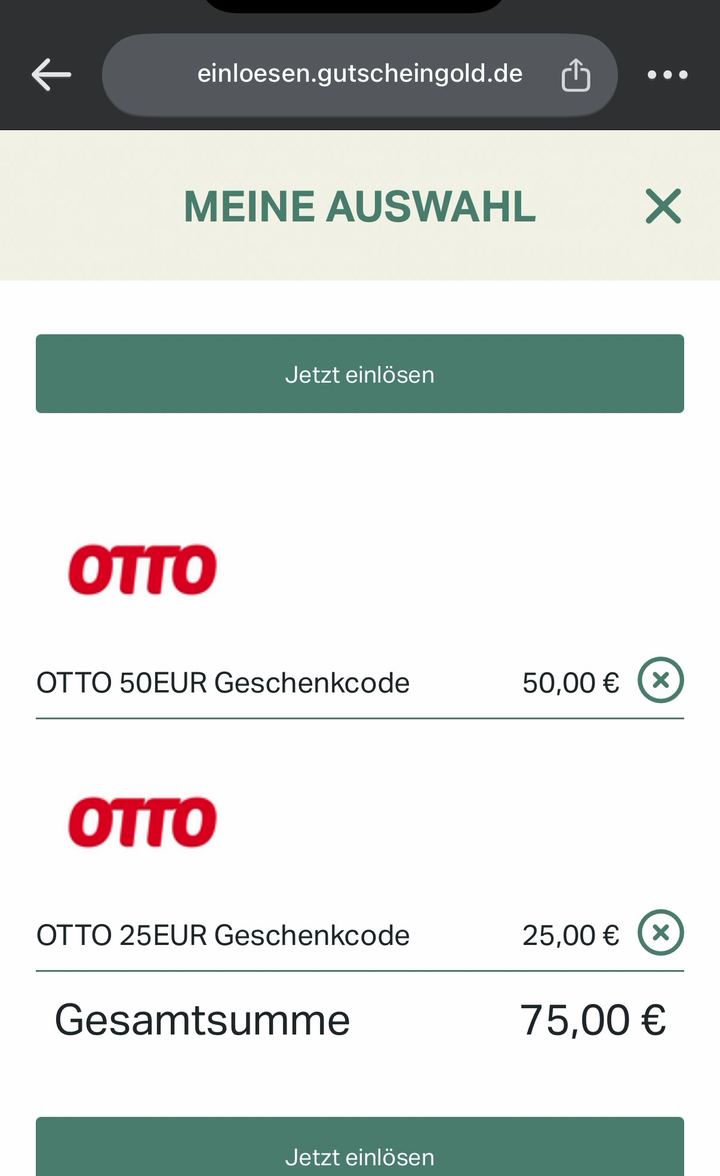 einloesen.gutscheingold.de
MEINE AUSWAHL
Jetzt einlösen
OTTO
OTTO 50EUR Geschenkcode 50,00 €
OTTO
OTTO 25EUR Geschenkcode 25,00 €
Gesamtsumme 75,00 €
Jetzt einlösen